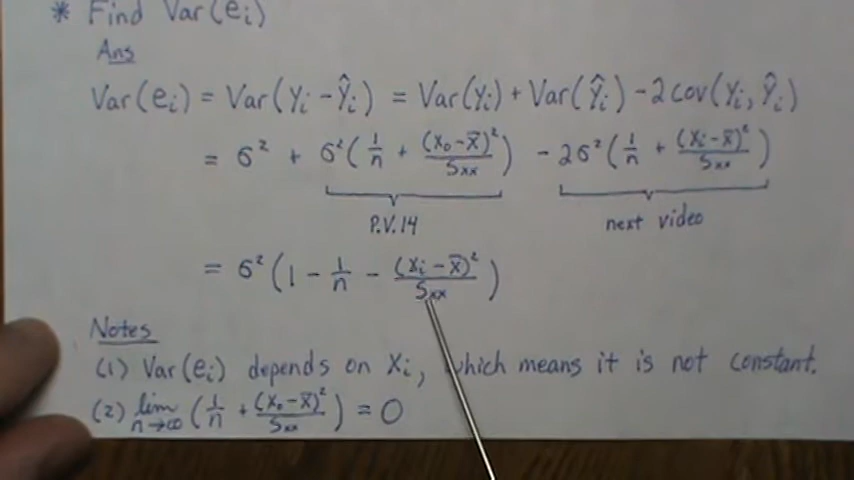 * Find Var(eᵢ)
Ans
Var(eᵢ) = Var(Yᵢ - Ŷᵢ) = Var(Yᵢ) + Var(Ŷᵢ) - 2cov(Yᵢ, Ŷᵢ)
= σ² + σ²(1/n + (x₀ - x̄)²/Sxx) - 2σ²(1/n + (xᵢ - x̄)²/Sxx)
P.V.14 next video
= σ²(1 - 1/n - (xᵢ - x̄)²/Sxx)
Notes
(1) Var(eᵢ) depends on Xᵢ, which means it is not constant.
(2) lim n→∞ (1/n + (x₀ - x̄)²/Sxx) = 0